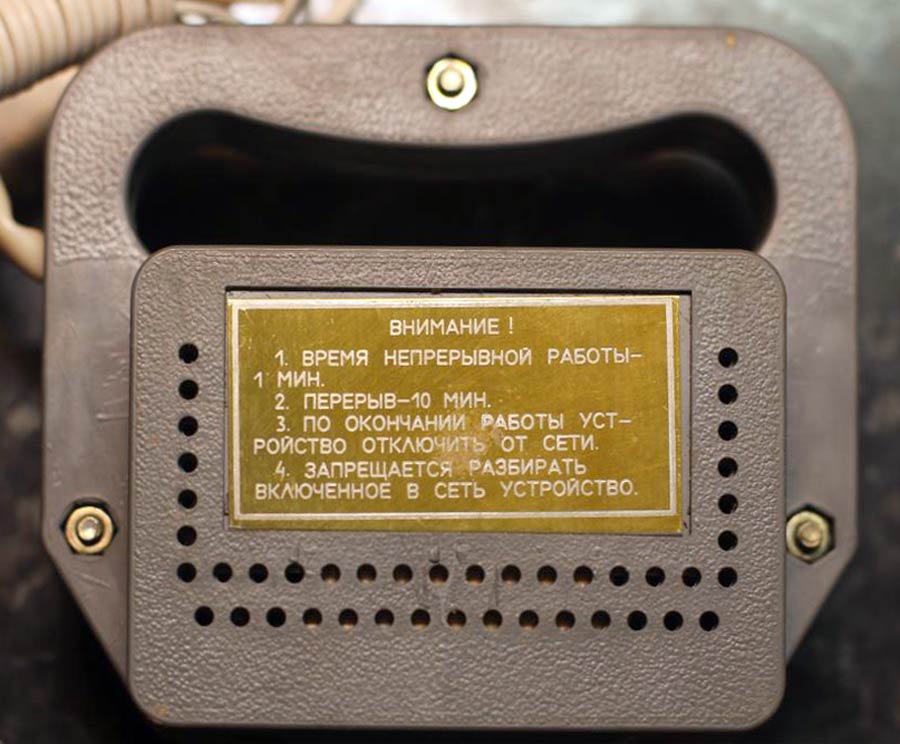 ВНИМАНИЕ !
1. ВРЕМЯ НЕПРЕРЫВНОЙ РАБОТЫ–
1 МИН.
2. ПЕРЕРЫВ–10 МИН.
3. ПО ОКОНЧАНИИ РАБОТЫ УСТ–
РОЙСТВО ОТКЛЮЧИТЬ ОТ СЕТИ.
4. ЗАПРЕЩАЕТСЯ РАЗБИРАТЬ
ВКЛЮЧЕННОЕ В СЕТЬ УСТРОЙСТВО.